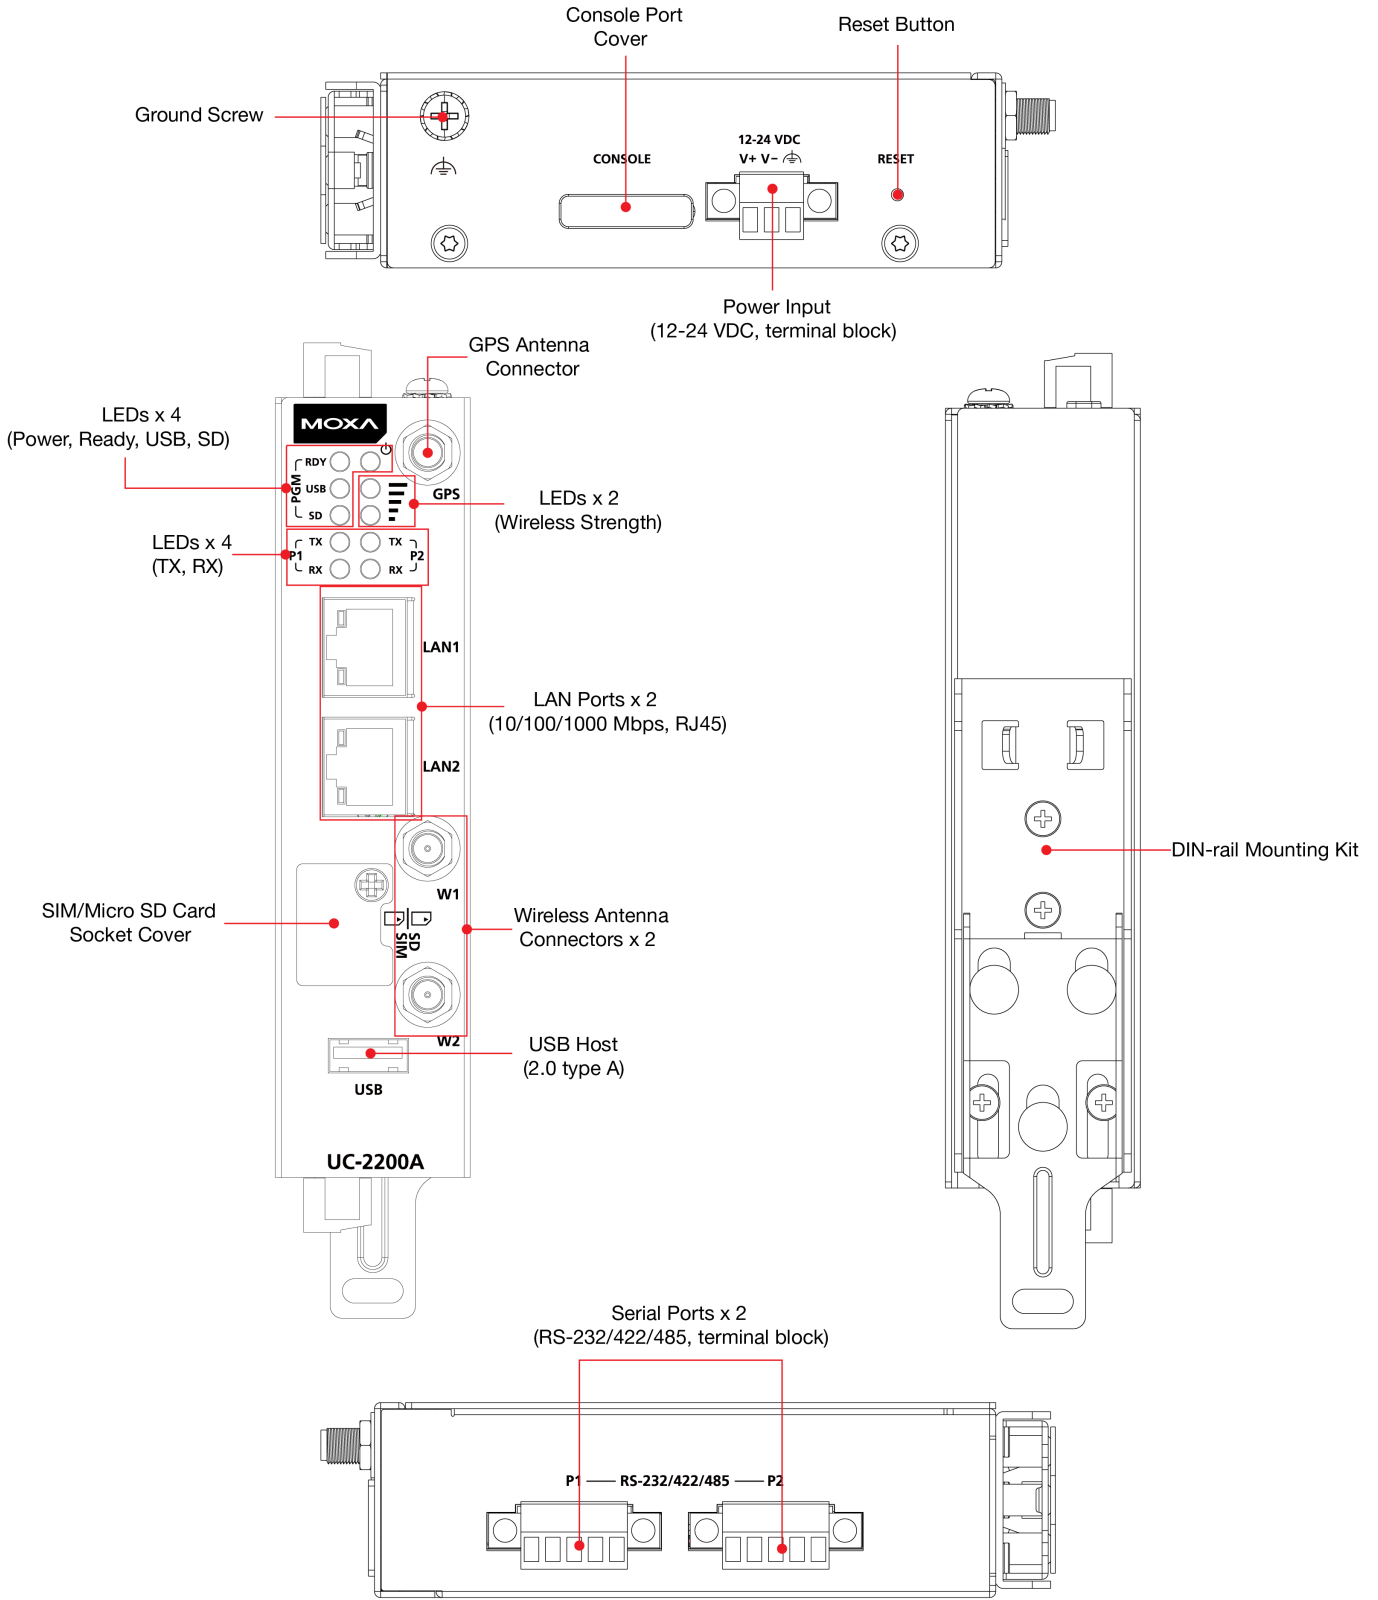 Console Port
Cover
Reset Button
Ground Screw
12-24 VDC
V+ V−
CONSOLE
RESET
Power Input
(12-24 VDC, terminal block)
GPS Antenna
Connector
LEDs x 4
(Power, Ready, USB, SD)
MOXA
RDY
USB
SD
PGM
GPS
LEDs x 2
(Wireless Strength)
LEDs x 4
(TX, RX)
TX
TX
P1
P2
RX
RX
LAN1
LAN Ports x 2
(10/100/1000 Mbps, RJ45)
LAN2
DIN-rail Mounting Kit
W1
SIM/Micro SD Card
Socket Cover
SD
SIM
Wireless Antenna
Connectors x 2
W2
USB Host
(2.0 type A)
USB
UC-2200A
Serial Ports x 2
(RS-232/422/485, terminal block)
P1 RS-232/422/485 P2